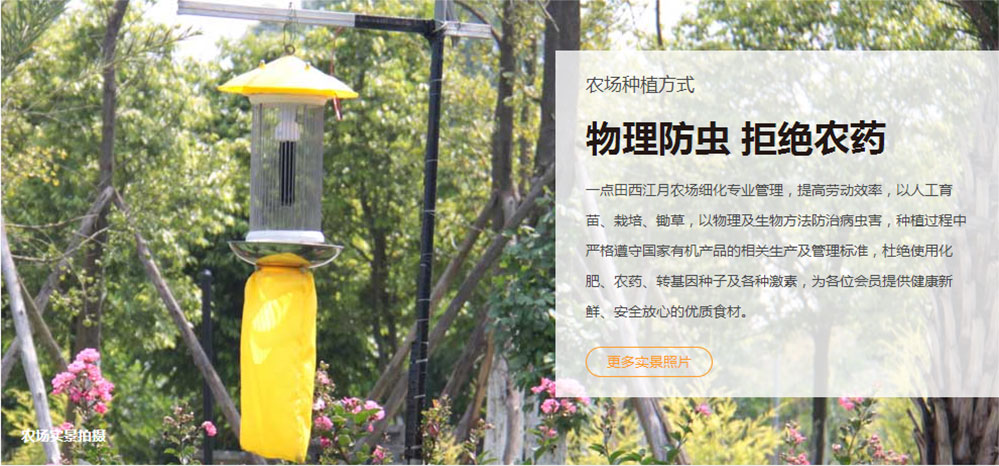 农场种植方式
物理防虫 拒绝农药
一点田西江月农场细化专业管理，提高劳动效率，以人工育
苗、栽培、锄草，以物理及生物方法防治病虫害，种植过程中
严格遵守国家有机产品的相关生产及管理标准，杜绝使用化
肥、农药、转基因种子及各种激素，为各位会员提供健康新
鲜、安全放心的优质食材。
更多实景照片
农场实景拍摄